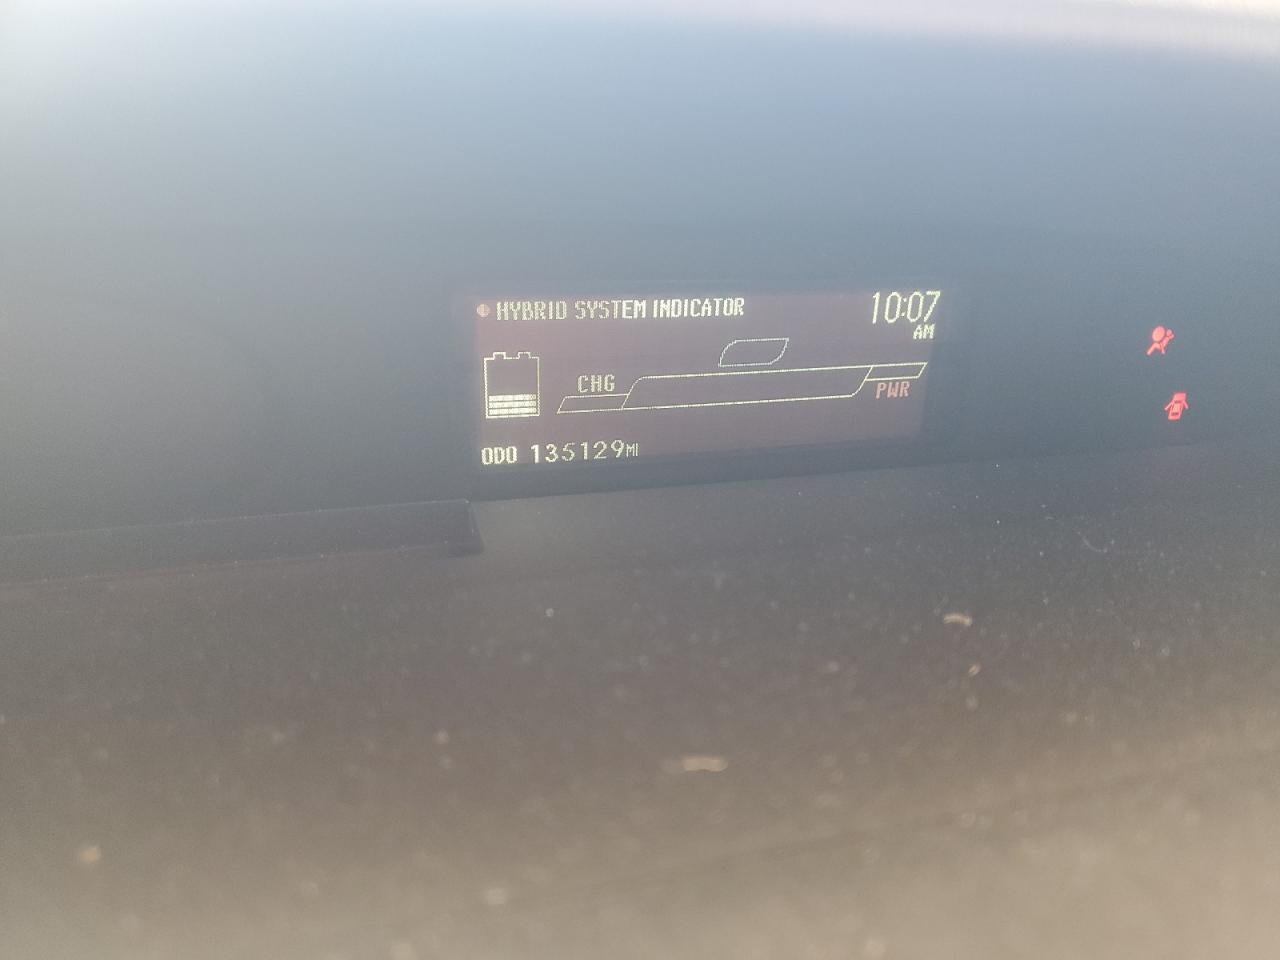 HYBRID SYSTEM INDICATOR
10:07
AM
CHG
PWR
ODO 135129MI